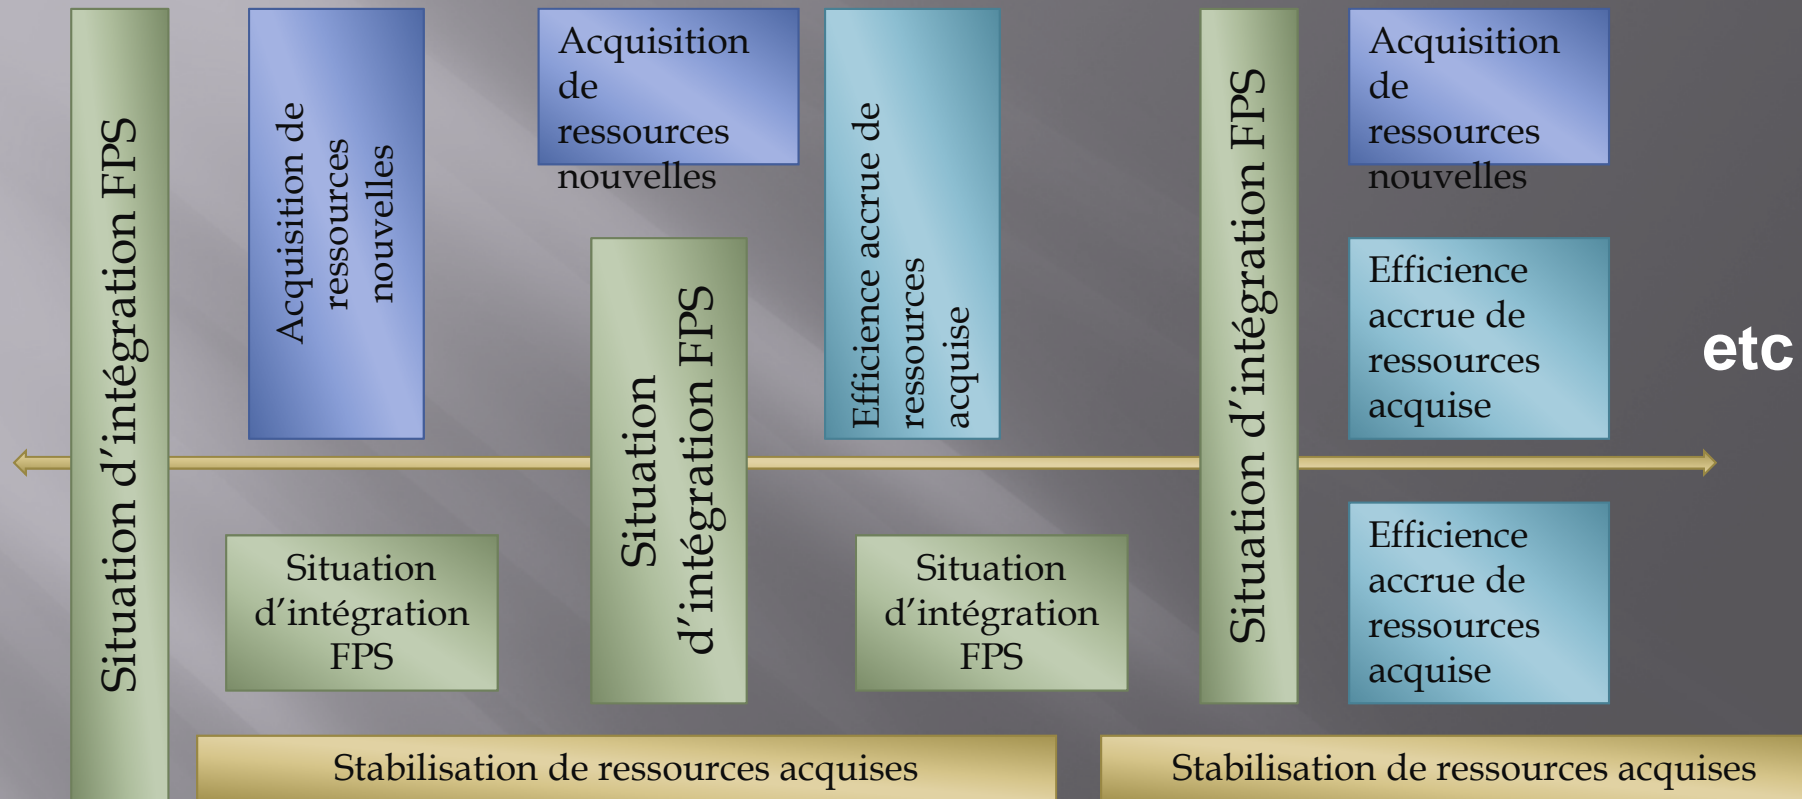 Situation d’intégration FPS
Acquisition de
ressources
nouvelles
Situation
d’intégration
FPS
Acquisition
de
ressources
nouvelles
Situation
d’intégration FPS
Efficience accrue de
ressources
acquise
Situation
d’intégration
FPS
Situation d’intégration FPS
Acquisition
de
ressources
nouvelles
Efficience
accrue de
ressources
acquise
Efficience
accrue de
ressources
acquise
etc
Stabilisation de ressources acquises
Stabilisation de ressources acquises